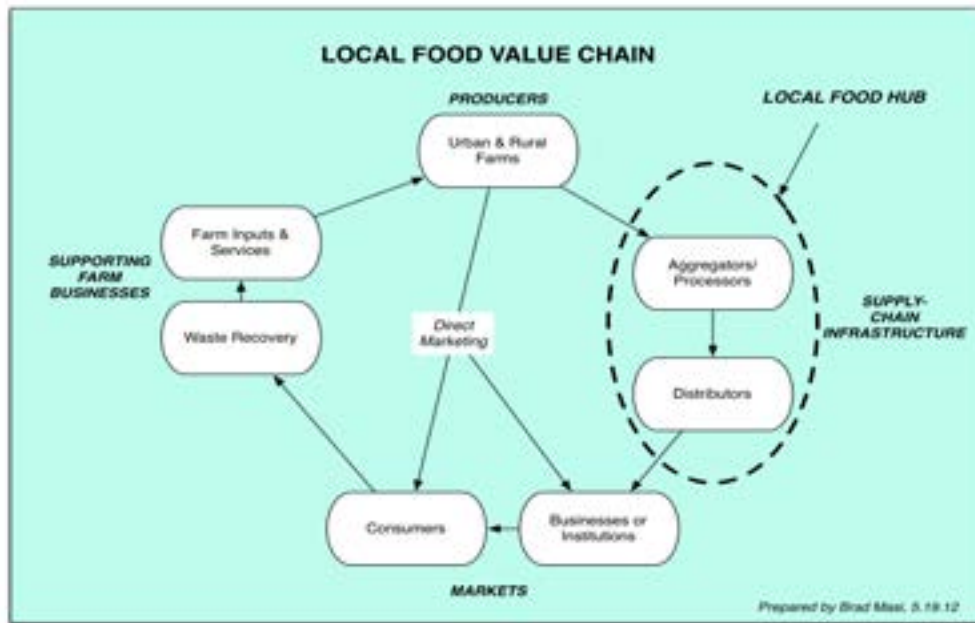 LOCAL FOOD VALUE CHAIN
PRODUCERS
LOCAL FOOD HUB
Urban & Rural
Farms
Farm Inputs &
Services
SUPPORTING
FARM
BUSINESSES
Aggregators/
Processors
SUPPLY-
CHAIN
INFRASTRUCTURE
Waste Recovery
Direct
Marketing
Distributors
Consumers
Businesses or
Institutions
MARKETS
Prepared by Brad Masi, 5.19.12